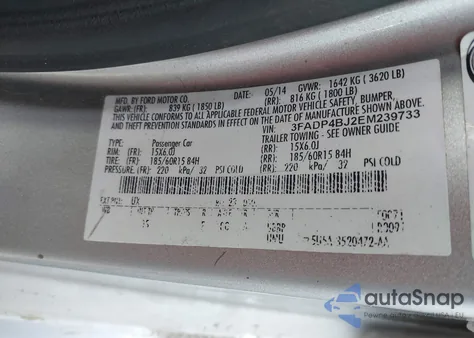 MFD. BY FORD MOTOR CO.
05/14 GVWR: 1642 KG ( 3620 LB)
GAWR: (FR): 839 KG ( 1850 LB) (RR): 816 KG ( 1800 LB)
THIS VEHICLE CONFORMS TO ALL APPLICABLE FEDERAL MOTOR VEHICLE SAFETY, BUMPER,
AND THEFT PREVENTION STANDARDS IN EFFECT ON THE DATE OF MANUFACTURE SHOWN ABOVE.
VIN: 3FADP4BJ2EM239733
TYPE: Passenger Car TRAILER TOWING - SEE OWNER GUIDE
RIM: (FR): 15X6.0J (RR): 15X6.0J
TIRE: (FR): 185/60R15 84H (RR): 185/60R15 84H
PRESSURE: (FR): 220 kPa/ 32 PSI COLD (RR): 220 kPa/ 32 PSI COLD
EXT PNT: UX
autaSnap